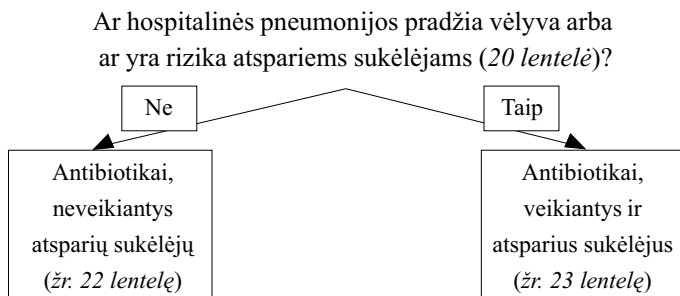 Ar hospitalinės pneumonijos pradžia vėlyva arba
ar yra rizika atspariems sukėlėjams (20 lentelė)?
Ne
Taip
Antibiotikai,
neveikiantys
atsparių sukėlėjų
(žr. 22 lentelę)
Antibiotikai,
veikiantys ir
atsparius sukėlėjus
(žr. 23 lentelę)